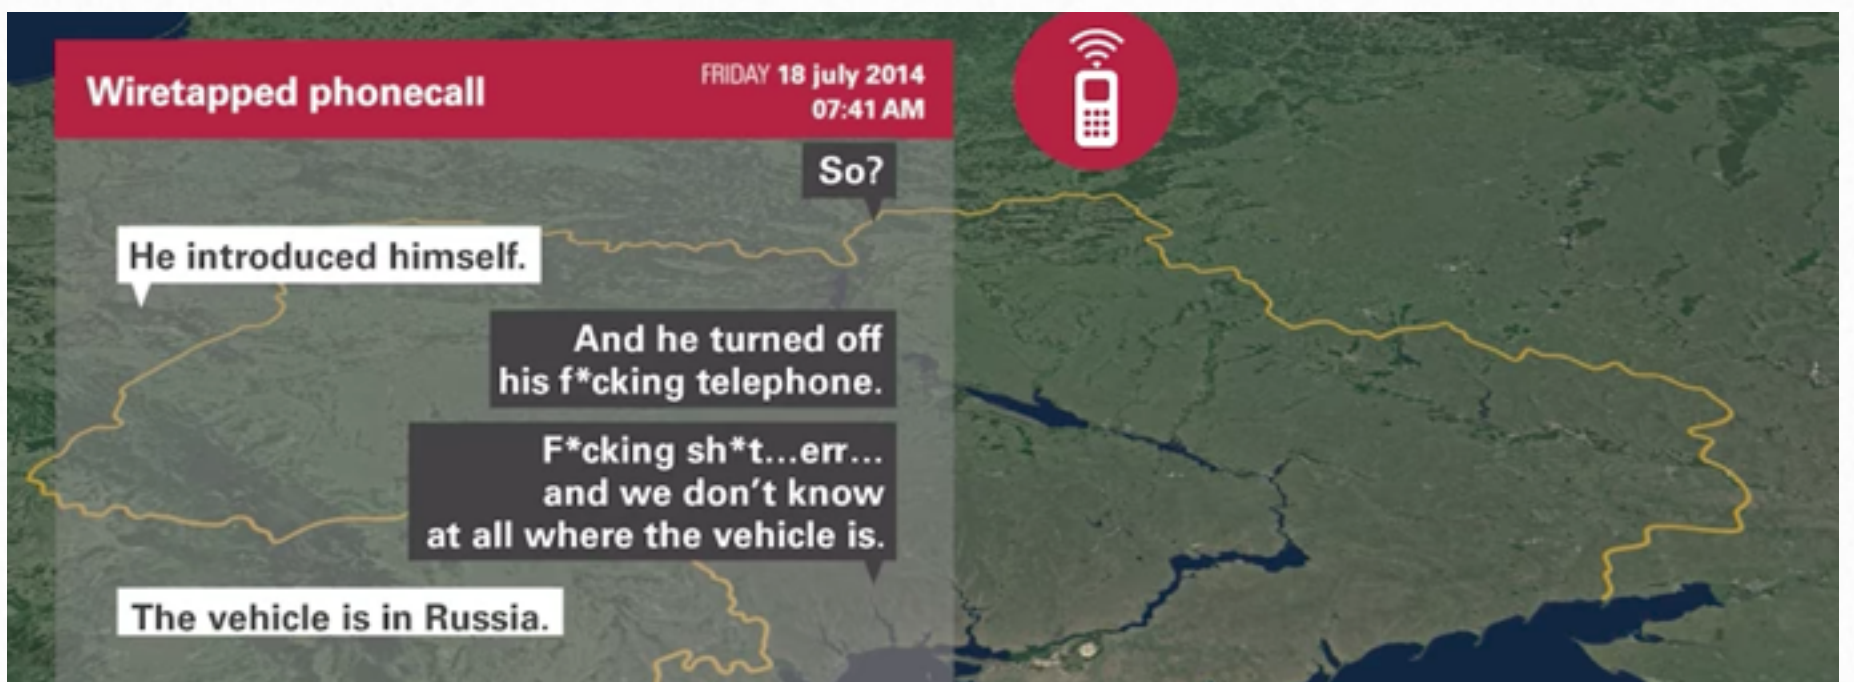 Wiretapped phonecall
FRIDAY 18 july 2014
07:41 AM
So?
He introduced himself.
And he turned off
his f*cking telephone.
F*cking sh*t...err...
and we don't know
at all where the vehicle is.
The vehicle is in Russia.